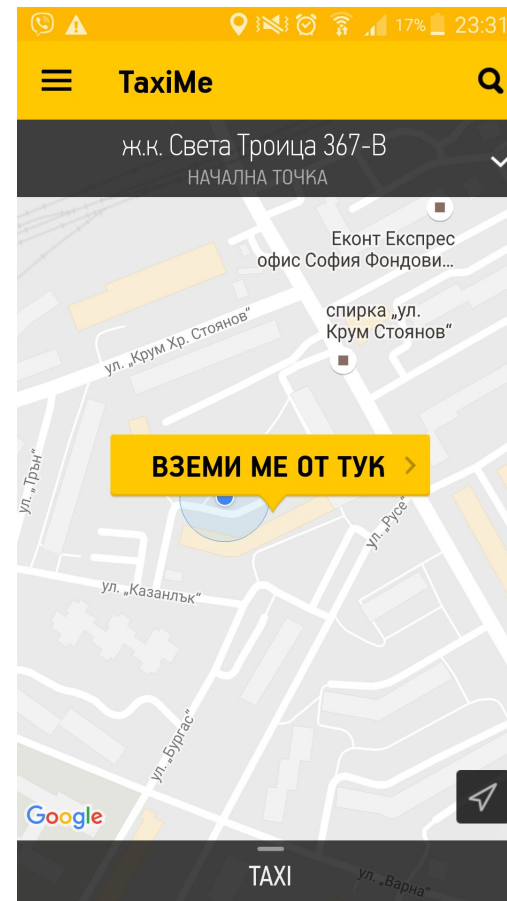 17% 23:31
TaxiMe
ж.к. Света Троица 367-В
НАЧАЛНА ТОЧКА
Еконт Експрес
офис София Фондови...
спирка „ул.
Крум Стоянов“
ул. „Крум Хр. Стоянов“
ул. „Трън“
ВЗЕМИ МЕ ОТ ТУК
ул. „Русе“
ул. „Казанлък“
ул. „Бургас“
Google
TAXI
ул. „Варна“